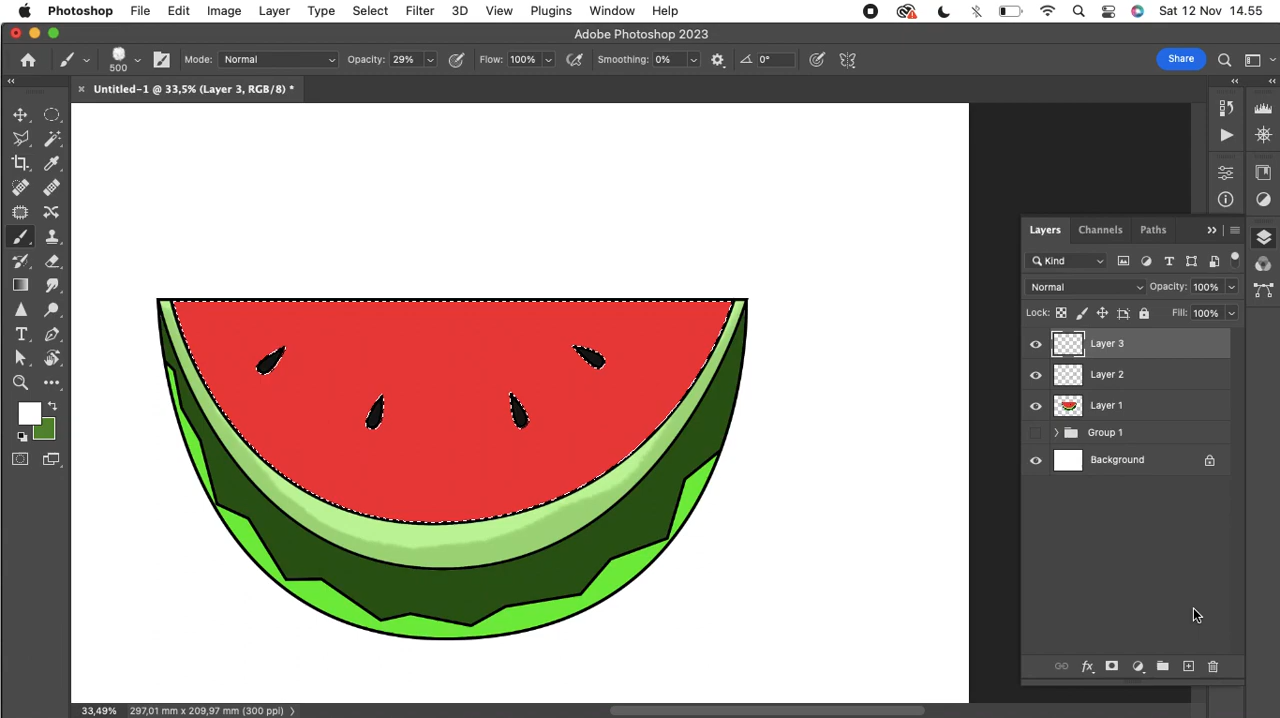 Photoshop File Edit Image Layer Type Select Filter 3D View Plugins Window Help Sat 12 Nov 14.55
Adobe Photoshop 2023
500 Mode: Normal Opacity: 29% Flow: 100% Smoothing: 0% 0° Share
× Untitled-1 @ 33,5% (Layer 3, RGB/8) *
Layers Channels Paths
Kind
Normal Opacity: 100%
Lock: Fill: 100%
Layer 3
Layer 2
Layer 1
Group 1
Background
33,49% 297,01 mm x 209,97 mm (300 ppi)